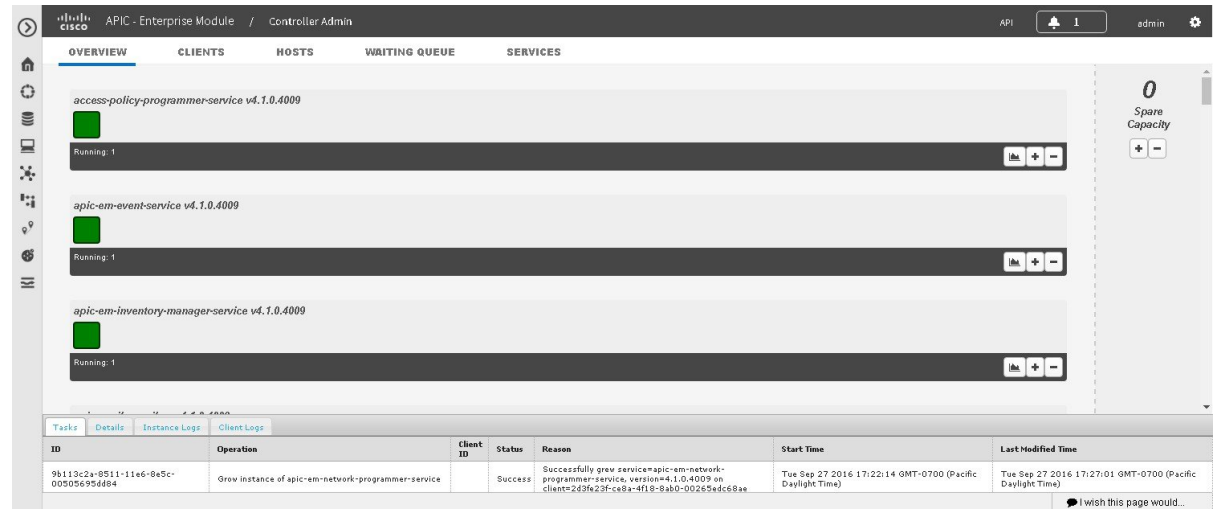 cisco APIC - Enterprise Module / Controller Admin API 1 admin
OVERVIEW CLIENTS HOSTS WAITING QUEUE SERVICES
access-policy-programmer-service v4.1.0.4009
Running: 1
apic-em-event-service v4.1.0.4009
Running: 1
apic-em-inventory-manager-service v4.1.0.4009
Running: 1
0
Spare
Capacity
Tasks Details Instance Logs Client Logs
ID Operation Client ID Status Reason Start Time Last Modified Time
9b113c2a-8511-11e6-8e5c-
00505695dd84
Grow instance of apic-em-network-programmer-service
Success
Successfully grew service=apic-em-network-
programmer-service, version=4.1.0.4009 on
client=2d3fe23f-ce8a-4f18-8ab0-00265edc68ae
Tue Sep 27 2016 17:22:14 GMT-0700 (Pacific
Daylight Time)
Tue Sep 27 2016 17:27:01 GMT-0700 (Pacific
Daylight Time)
I wish this page would...